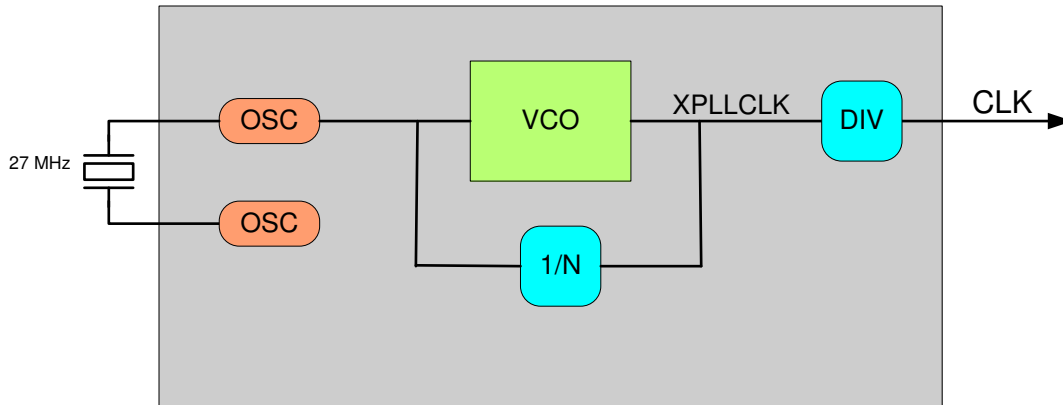 27 MHz
OSC
OSC
VCO
1/N
XPLLCLK
DIV
CLK